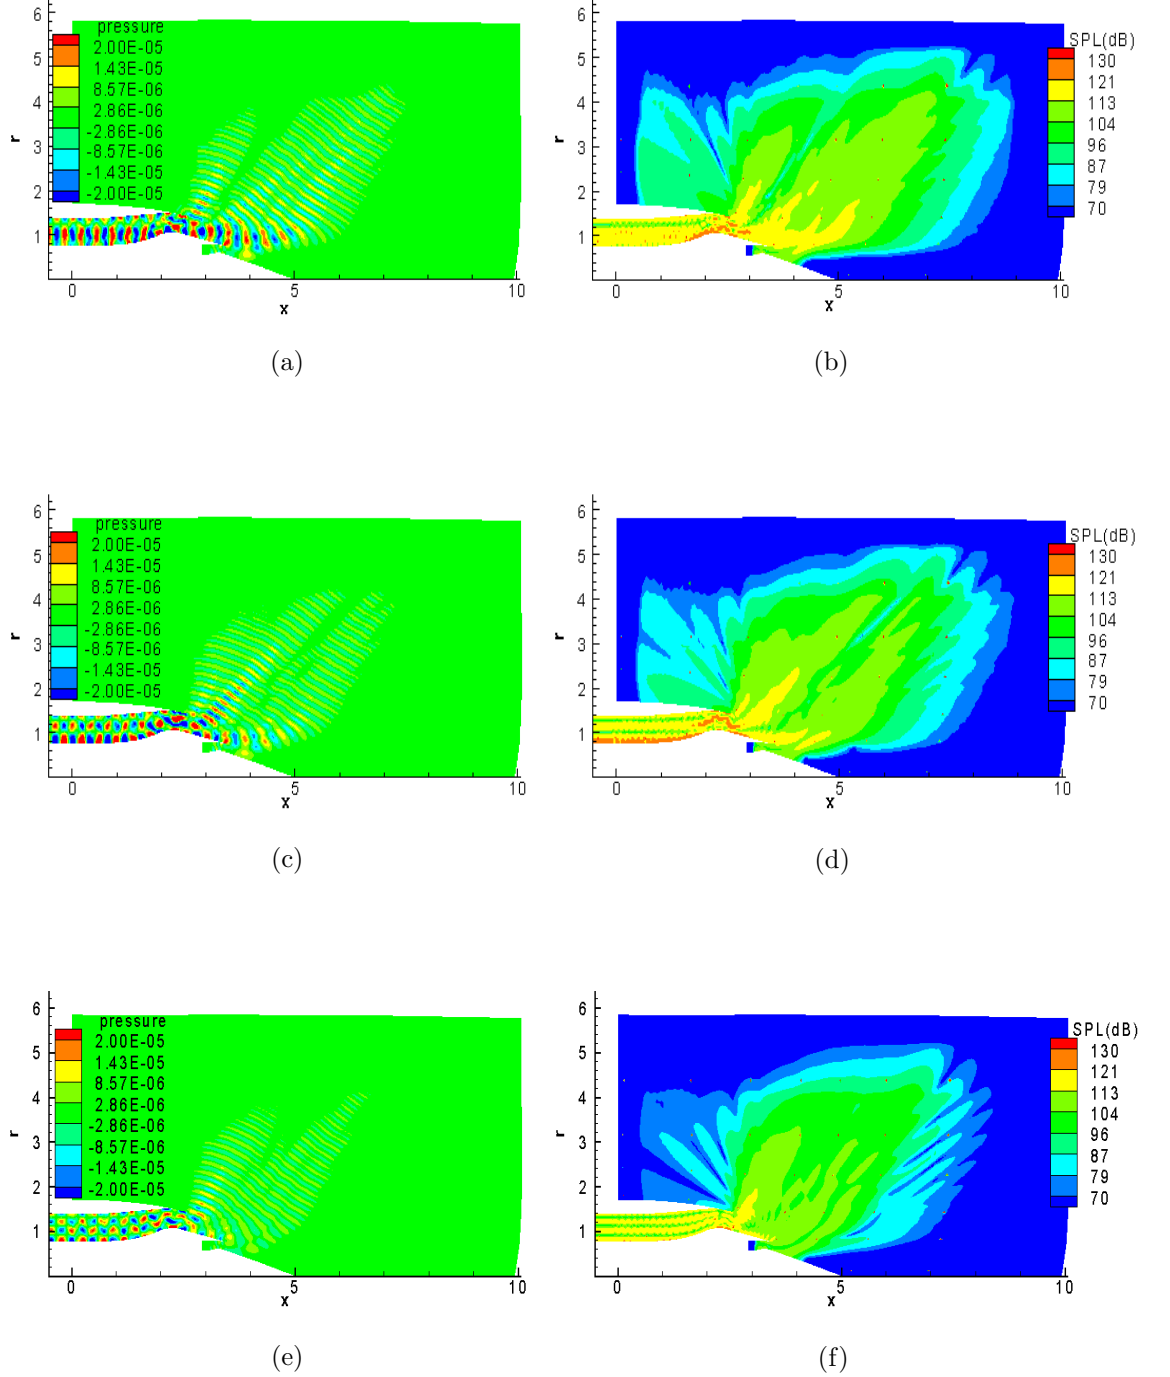 pressure
2.00E-05
1.43E-05
8.57E-06
2.86E-06
-2.86E-06
-8.57E-06
-1.43E-05
-2.00E-05
6
5
4
3
2
1
r
0
5
10
x
(a)
SPL(dB)
130
121
113
104
96
87
79
70
6
5
4
3
2
1
r
0
5
10
x
(b)
pressure
2.00E-05
1.43E-05
8.57E-06
2.86E-06
-2.86E-06
-8.57E-06
-1.43E-05
-2.00E-05
6
5
4
3
2
1
r
0
5
10
x
(c)
SPL(dB)
130
121
113
104
96
87
79
70
6
5
4
3
2
1
r
0
5
10
x
(d)
pressure
2.00E-05
1.43E-05
8.57E-06
2.86E-06
-2.86E-06
-8.57E-06
-1.43E-05
-2.00E-05
6
5
4
3
2
1
r
0
5
10
x
(e)
SPL(dB)
130
121
113
104
96
87
79
70
6
5
4
3
2
1
r
0
5
10
x
(f)